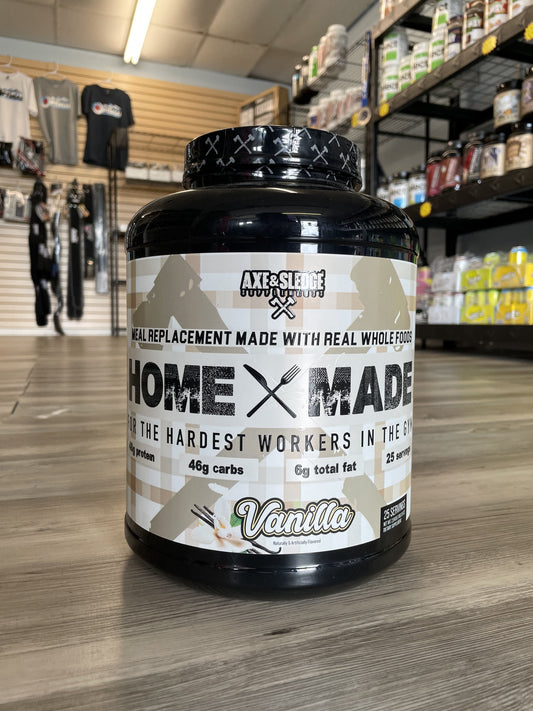 AXE&SLEDGE
MEAL REPLACEMENT MADE WITH REAL WHOLE FOODS
HOME MADE
FOR THE HARDEST WORKERS IN THE GYM
protein
46g carbs
6g total fat
25 servings
Vanilla
Naturally & Artificially Flavored
25 SERVINGS